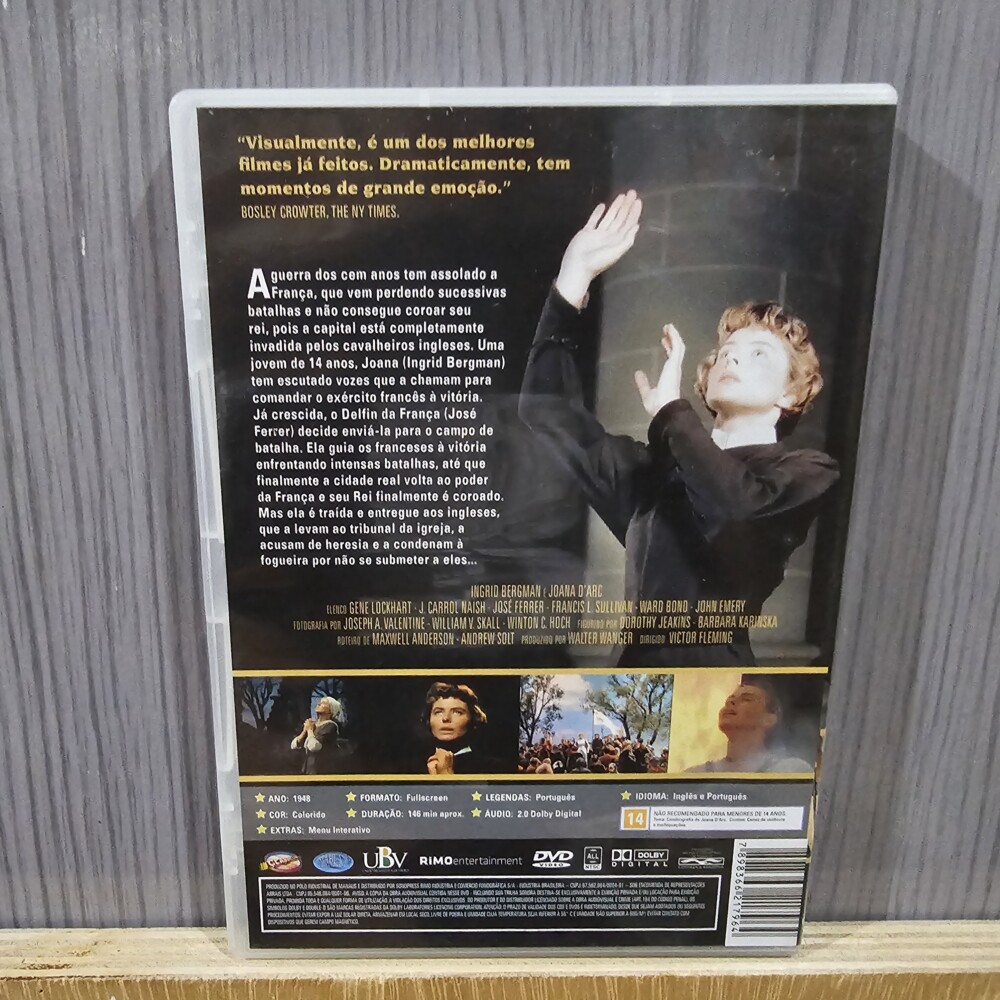 “Visualmente, é um dos melhores
filmes já feitos. Dramaticamente, tem
momentos de grande emoção.”
BOSLEY CROWTER, THE NY TIMES.
A guerra dos cem anos tem assolado a
França, que vem perdendo sucessivas
batalhas e não consegue coroar seu
rei, pois a capital está completamente
invadida pelos cavalheiros ingleses. Uma
jovem de 14 anos, Joana (Ingrid Bergman)
tem escutado vozes que a chamam para
comandar o exército francês à vitória.
Já crescida, o Delfin da França (José
Ferrer) decide enviá-la para o campo de
batalha. Ela guia os franceses à vitória
enfrentando intensas batalhas, até que
finalmente a cidade real volta ao poder
da França e seu Rei finalmente é coroado.
Mas ela é traída e entregue aos ingleses,
que a levam ao tribunal da igreja, a
acusam de heresia e a condenam à
fogueira por não se submeter a eles...
INGRID BERGMAN É JOANA D'ARC
ELENCO GENE LOCKHART · J. CARROL NAISH · JOSÉ FERRER · FRANCIS L. SULLIVAN · WARD BOND · JOHN EMERY
FOTOGRAFIA POR JOSEPH A. VALENTINE · WILLIAM V. SKALL · WINTON C. HOCH FIGURINO POR DOROTHY JEAKINS · BARBARA KARINSKA
ROTEIRO DE MAXWELL ANDERSON · ANDREW SOLT PRODUZIDO POR WALTER WANGER DIRIGIDO VICTOR FLEMING
ANO: 1948 FORMATO: Fullscreen LEGENDAS: Português IDIOMA: Inglês e Português
COR: Colorido DURAÇÃO: 146 min aprox. ÁUDIO: 2.0 Dolby Digital
EXTRAS: Menu Interativo
14 NÃO RECOMENDADO PARA MENORES DE 14 ANOS.
UBV RiMOentertainment DVD VIDEO ALL DOLBY DIGITAL